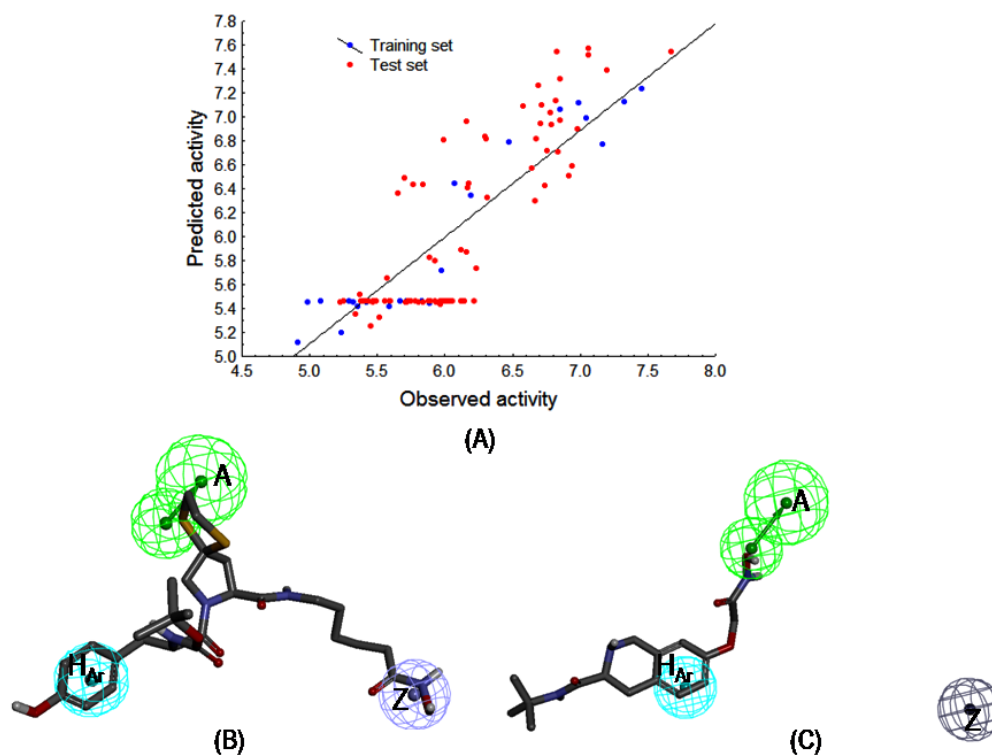 7.8
7.6
7.4
7.2
7.0
6.8
6.6
6.4
6.2
6.0
5.8
5.6
5.4
5.2
5.0
Predicted activity
Training set
Test set
4.5 5.0 5.5 6.0 6.5 7.0 7.5 8.0
Observed activity
(A)
A
H_Ar
Z
(B)
A
H_Ar
Z
(C)